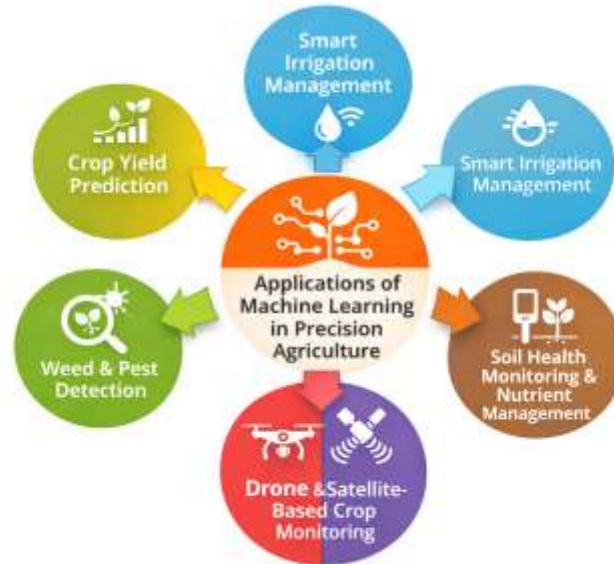 Smart
Irrigation
Management
Crop Yield
Prediction
Smart Irrigation
Management
Applications of
Machine Learning
in Precision
Agriculture
Weed & Pest
Detection
Soil Health
Monitoring &
Nutrient
Management
Drone & Satellite-
Based Crop
Monitoring